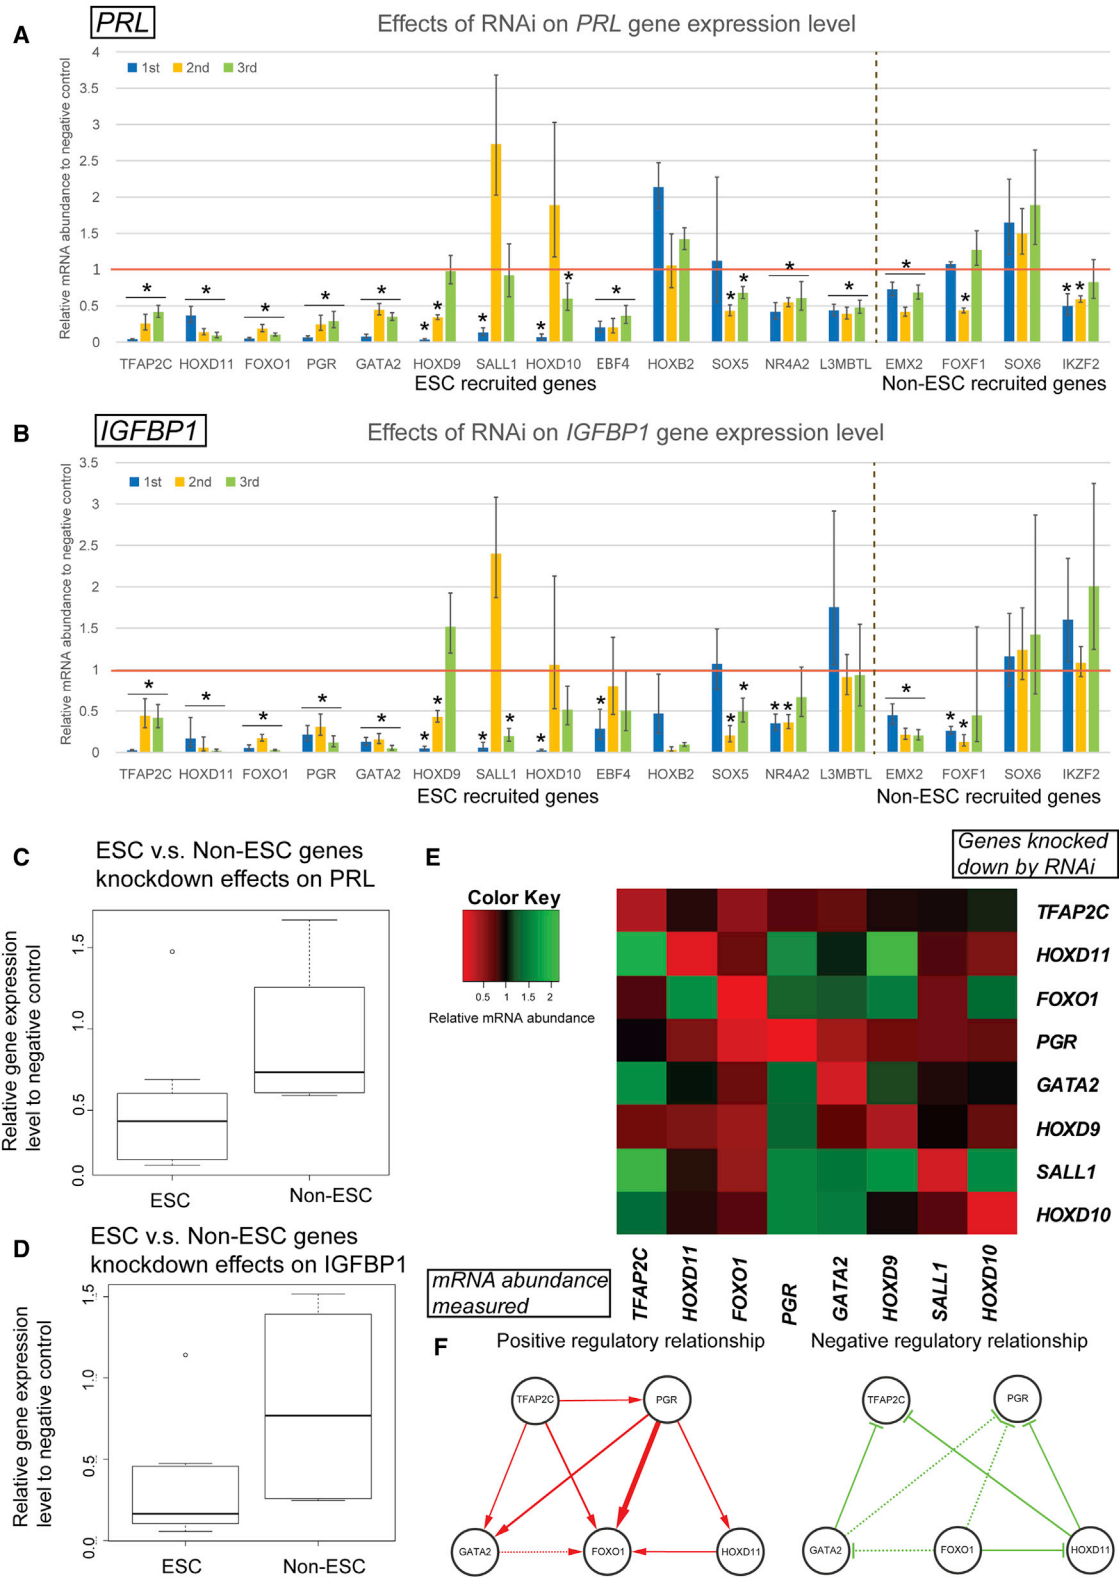 A
PRL
Effects of RNAi on PRL gene expression level
Relative mRNA abundance to negative control
4
3.5
3
2.5
2
1.5
1
0.5
0
1st 2nd 3rd
* * * * * * * * * * * * * * * * * * *
TFAP2C HOXD11 FOXO1 PGR GATA2 HOXD9 SALL1 HOXD10 EBF4 HOXB2 SOX5 NR4A2 L3MBTL EMX2 FOXF1 SOX6 IKZF2
ESC recruited genes Non-ESC recruited genes
B
IGFBP1
Effects of RNAi on IGFBP1 gene expression level
Relative mRNA abundance to negative control
3.5
3
2.5
2
1.5
1
0.5
0
1st 2nd 3rd
* * * * * * * * * * * * * * * * * *
TFAP2C HOXD11 FOXO1 PGR GATA2 HOXD9 SALL1 HOXD10 EBF4 HOXB2 SOX5 NR4A2 L3MBTL EMX2 FOXF1 SOX6 IKZF2
ESC recruited genes Non-ESC recruited genes
C
ESC v.s. Non-ESC genes
knockdown effects on PRL
Relative gene expression
level to negative control
1.5
1.0
0.5
0.0
ESC Non-ESC
D
ESC v.s. Non-ESC genes
knockdown effects on IGFBP1
Relative gene expression
level to negative control
1.5
1.0
0.5
0.0
ESC Non-ESC
E
Genes knocked
down by RNAi
Color Key
0.5 1 1.5 2
Relative mRNA abundance
TFAP2C
HOXD11
FOXO1
PGR
GATA2
HOXD9
SALL1
HOXD10
mRNA abundance
measured
TFAP2C HOXD11 FOXO1 PGR GATA2 HOXD9 SALL1 HOXD10
F
Positive regulatory relationship
TFAP2C PGR
GATA2 FOXO1 HOXD11
Negative regulatory relationship
TFAP2C PGR
GATA2 FOXO1 HOXD11